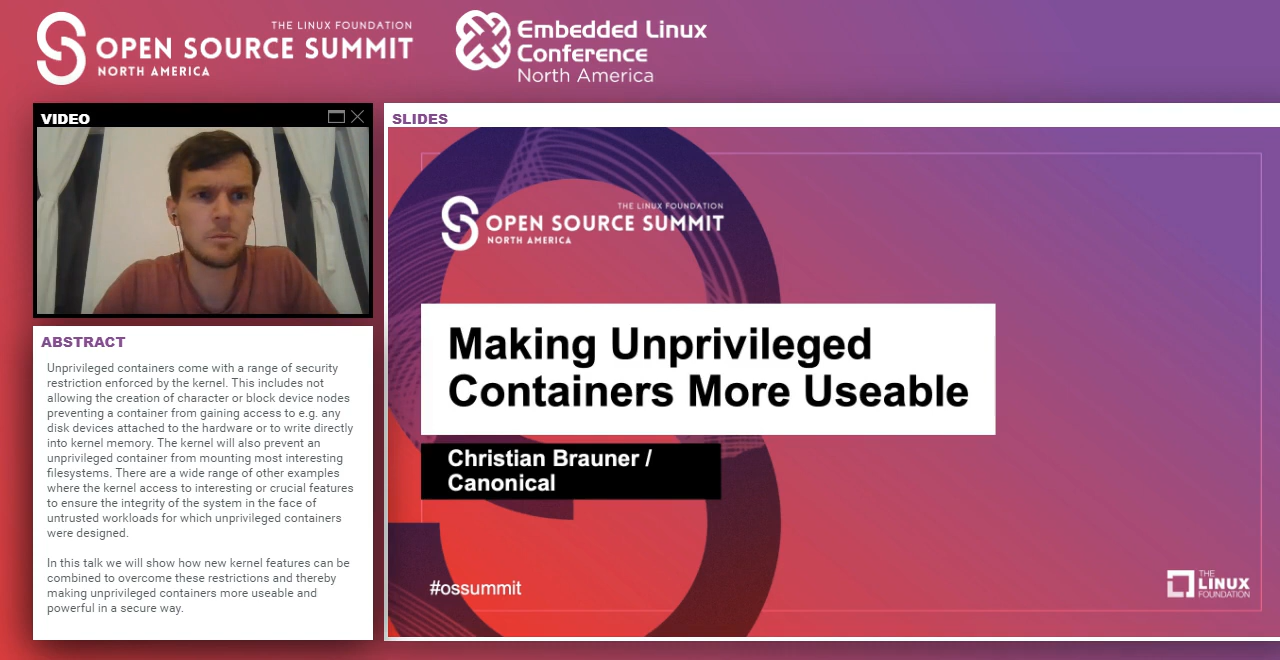 THE LINUX FOUNDATION
OPEN SOURCE SUMMIT
NORTH AMERICA
Embedded Linux
Conference
North America
VIDEO
ABSTRACT
Unprivileged containers come with a range of security
restriction enforced by the kernel. This includes not
allowing the creation of character or block device nodes
preventing a container from gaining access to e.g. any
disk devices attached to the hardware or to write directly
into kernel memory. The kernel will also prevent an
unprivileged container from mounting most interesting
filesystems. There are a wide range of other examples
where the kernel access to interesting or crucial features
to ensure the integrity of the system in the face of
untrusted workloads for which unprivileged containers
were designed.
In this talk we will show how new kernel features can be
combined to overcome these restrictions and thereby
making unprivileged containers more useable and
powerful in a secure way.
SLIDES
THE LINUX FOUNDATION
OPEN SOURCE SUMMIT
NORTH AMERICA
Making Unprivileged
Containers More Useable
Christian Brauner /
Canonical
#ossummit
THE
LINUX
FOUNDATION